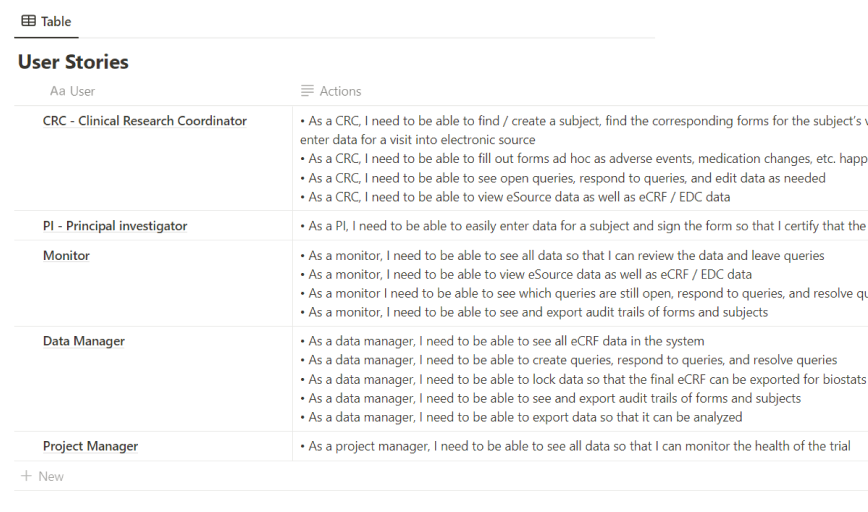 Table
User Stories
Aa User
Actions
CRC - Clinical Research Coordinator
• As a CRC, I need to be able to find / create a subject, find the corresponding forms for the subject's
enter data for a visit into electronic source
• As a CRC, I need to be able to fill out forms ad hoc as adverse events, medication changes, etc. happ
• As a CRC, I need to be able to see open queries, respond to queries, and edit data as needed
• As a CRC, I need to be able to view eSource data as well as eCRF / EDC data
PI - Principal investigator
• As a PI, I need to be able to easily enter data for a subject and sign the form so that I certify that the
Monitor
• As a monitor, I need to be able to see all data so that I can review the data and leave queries
• As a monitor, I need to be able to view eSource data as well as eCRF / EDC data
• As a monitor I need to be able to see which queries are still open, respond to queries, and resolve qu
• As a monitor, I need to be able to see and export audit trails of forms and subjects
Data Manager
• As a data manager, I need to be able to see all eCRF data in the system
• As a data manager, I need to be able to create queries, respond to queries, and resolve queries
• As a data manager, I need to be able to lock data so that the final eCRF can be exported for biostats
• As a data manager, I need to be able to see and export audit trails of forms and subjects
• As a data manager, I need to be able to export data so that it can be analyzed
Project Manager
• As a project manager, I need to be able to see all data so that I can monitor the health of the trial
+ New